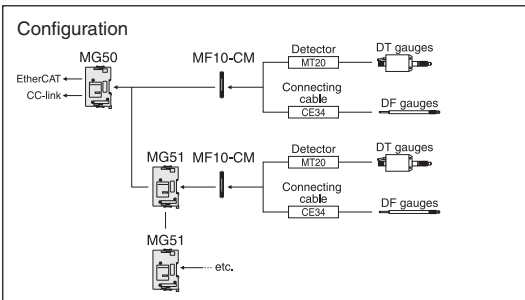 Configuration
MG50
MF10-CM
Detector
MT20
DT gauges
EtherCAT
CC-link
Connecting
cable
CE34
DF gauges
MG51
MF10-CM
Detector
MT20
DT gauges
Connecting
cable
CE34
DF gauges
MG51
etc.